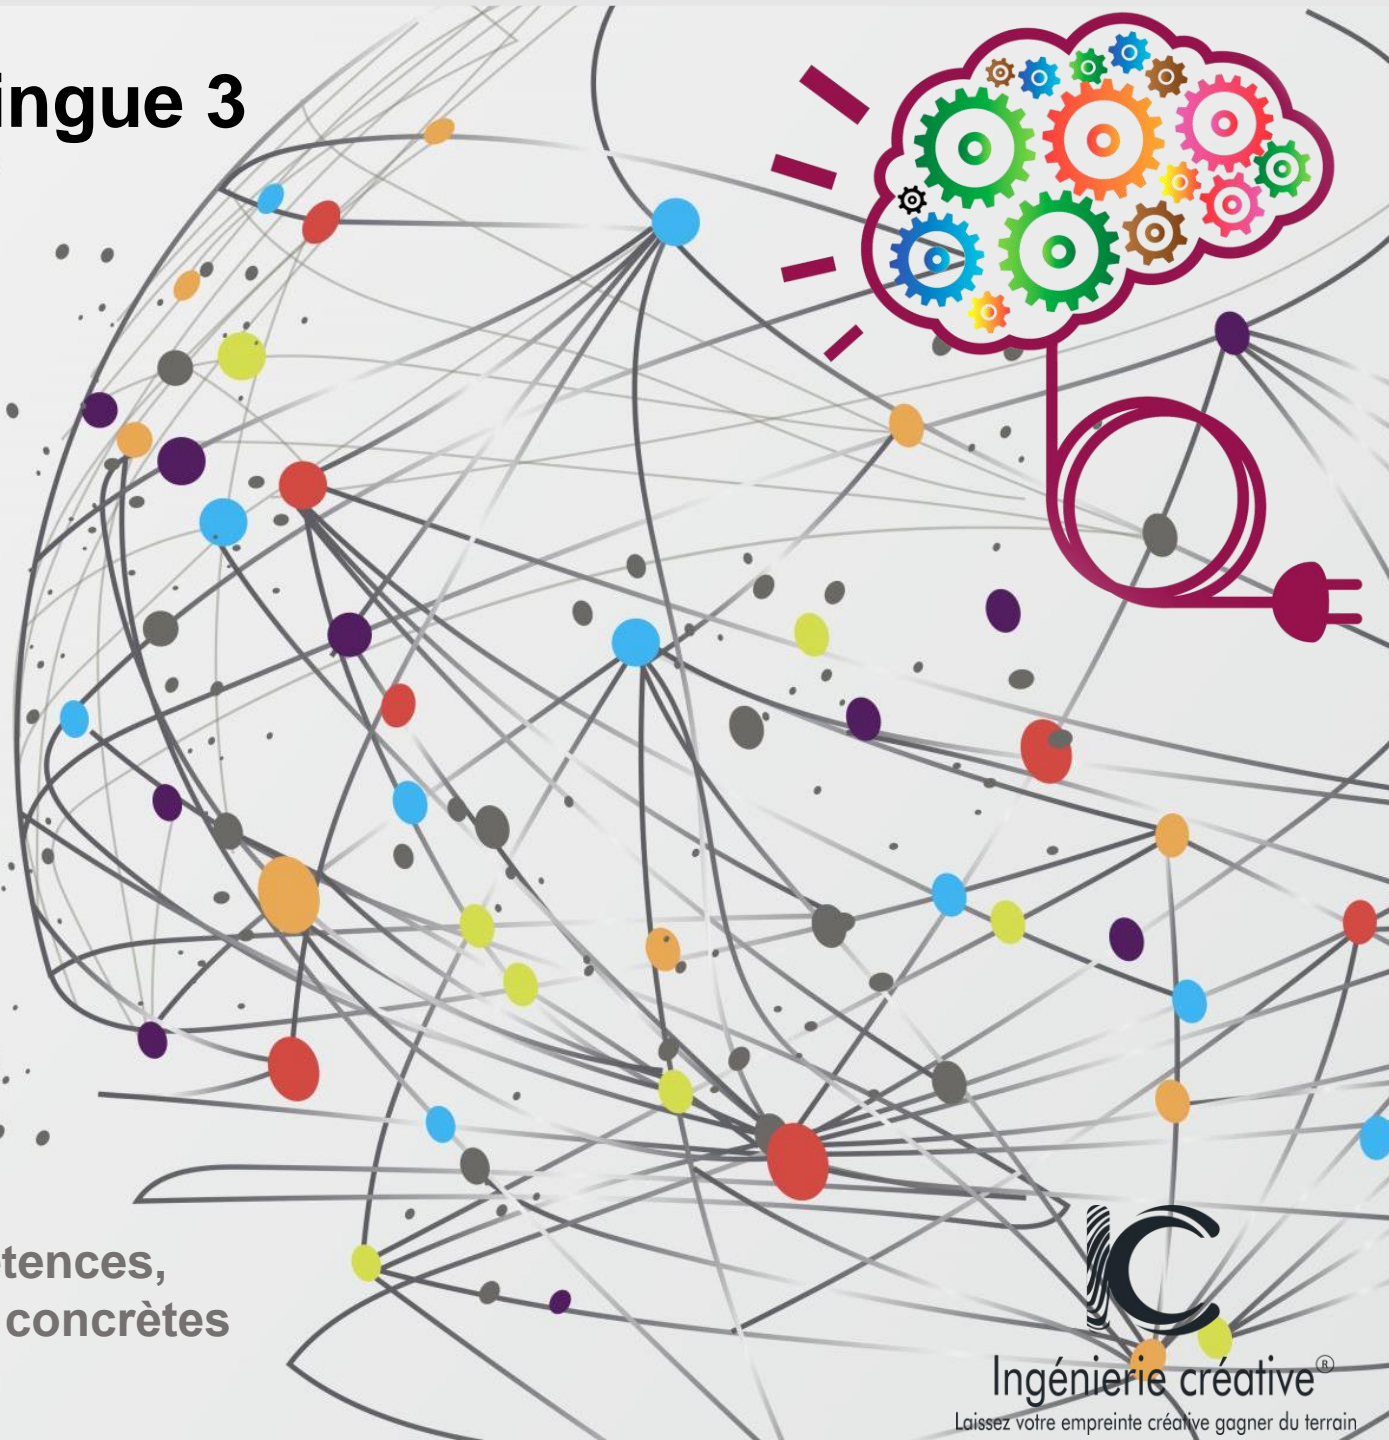 ingue 3
tences,
concrètes
IC
Ingénierie créative®
Laissez votre empreinte créative gagner du terrain